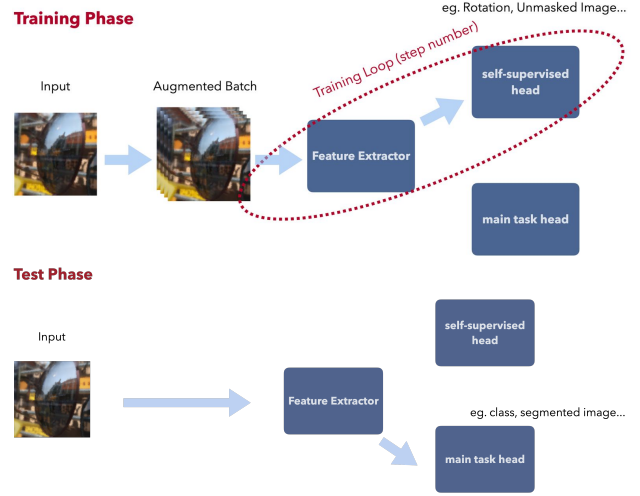 Training Phase
eg. Rotation, Unmasked Image...
Training Loop (step number)
Input
Augmented Batch
self-supervised
head
Feature Extractor
main task head
Test Phase
Input
self-supervised
head
Feature Extractor
eg. class, segmented image...
main task head